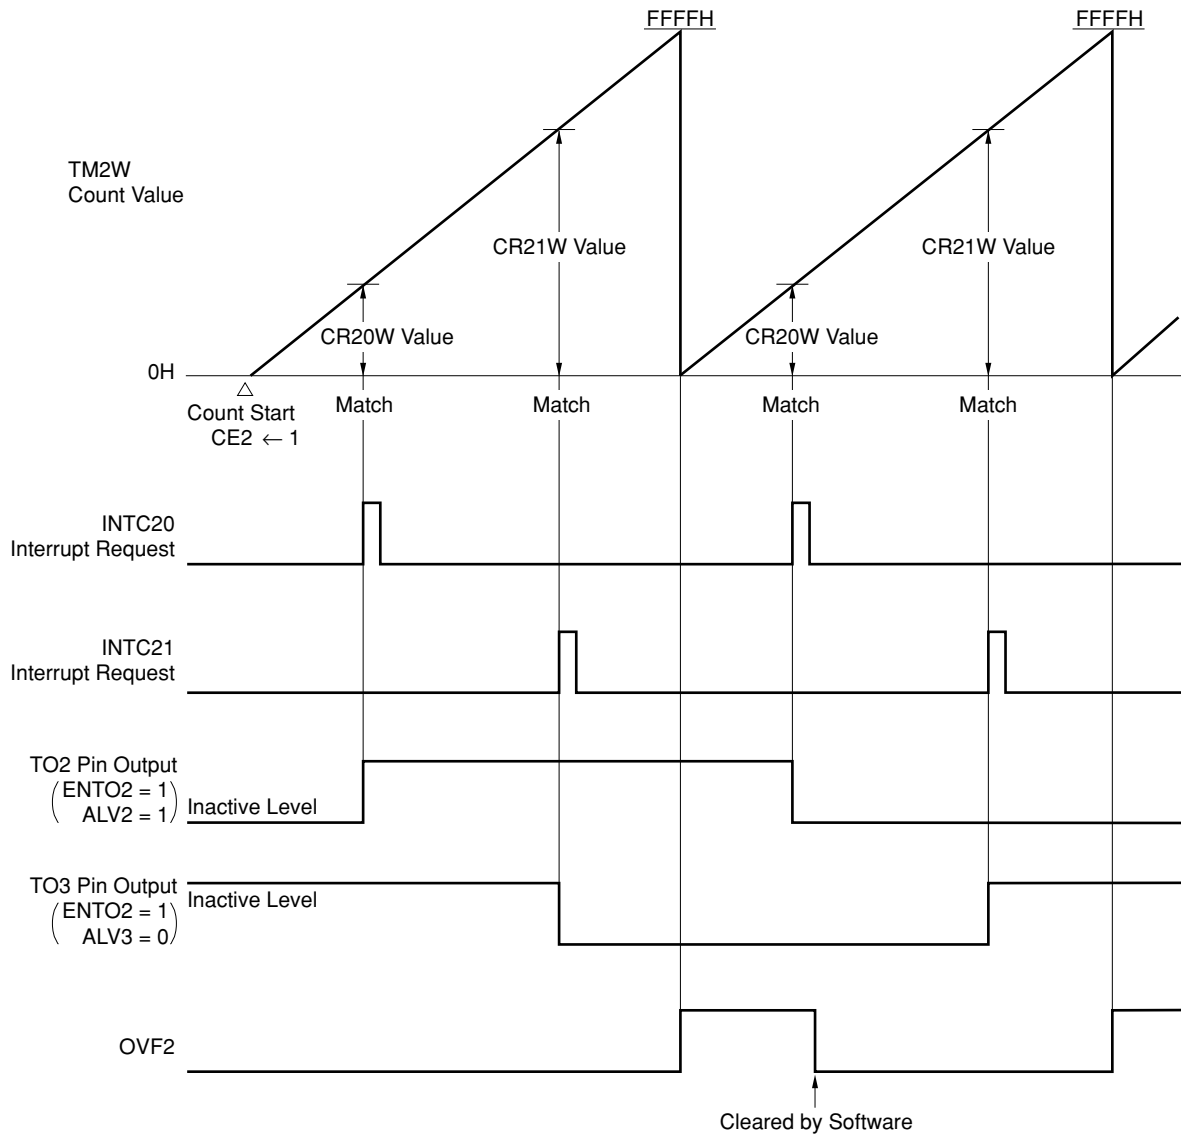 FFFFH
FFFFH
TM2W
Count Value
CR21W Value
CR21W Value
CR20W Value
CR20W Value
0H
Count Start
CE2 ← 1
Match
Match
Match
Match
INTC20
Interrupt Request
INTC21
Interrupt Request
TO2 Pin Output
(ENTO2 = 1
ALV2 = 1)
Inactive Level
TO3 Pin Output
(ENTO2 = 1
ALV3 = 0)
Inactive Level
OVF2
Cleared by Software